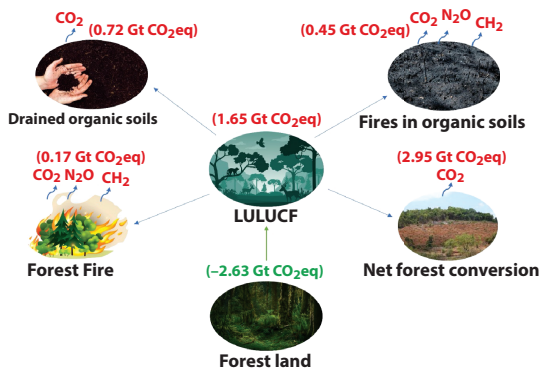 CO₂ (0.72 Gt CO₂eq)
Drained organic soils
(0.45 Gt CO₂eq) CO₂ N₂O CH₂
Fires in organic soils
(1.65 Gt CO₂eq)
LULUCF
(0.17 Gt CO₂eq)
CO₂ N₂O CH₂
Forest Fire
(2.95 Gt CO₂eq)
CO₂
Net forest conversion
(−2.63 Gt CO₂eq)
Forest land